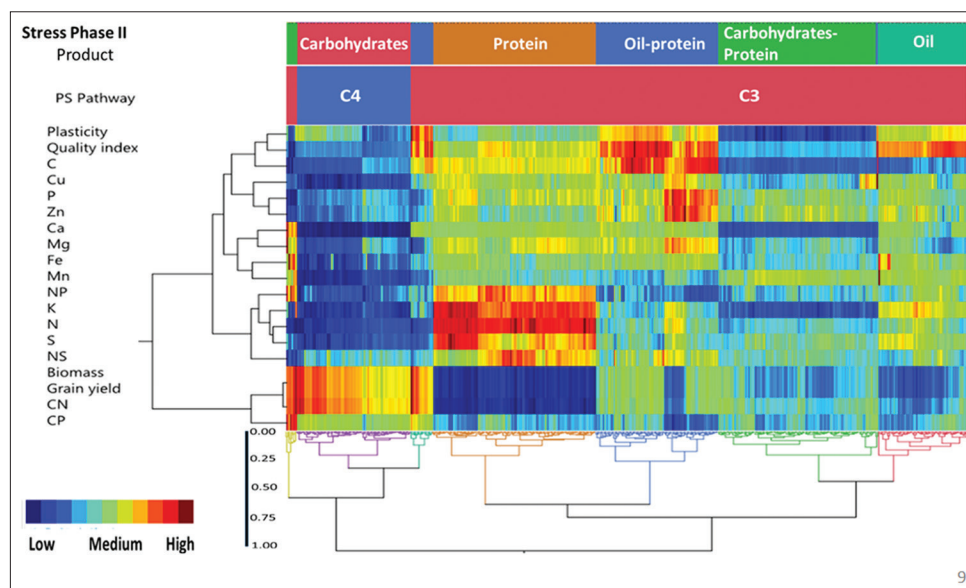 Stress Phase II
Product
Carbohydrates
Protein
Oil-protein
Carbohydrates-
Protein
Oil
PS Pathway
C4
C3
Plasticity
Quality index
C
Cu
P
Zn
Ca
Mg
Fe
Mn
NP
K
N
S
NS
Biomass
Grain yield
CN
CP
0.00
0.25
0.50
0.75
1.00
Low Medium High
9